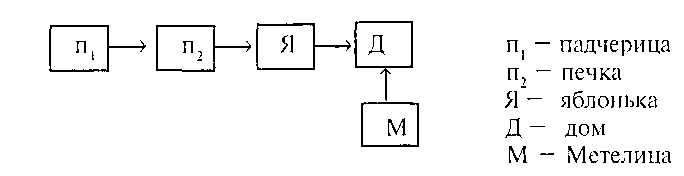 п₁ п₂ Я Д
М
п₁ — падчерица
п₂ — печка
Я — яблонька
Д — дом
М — Метелица